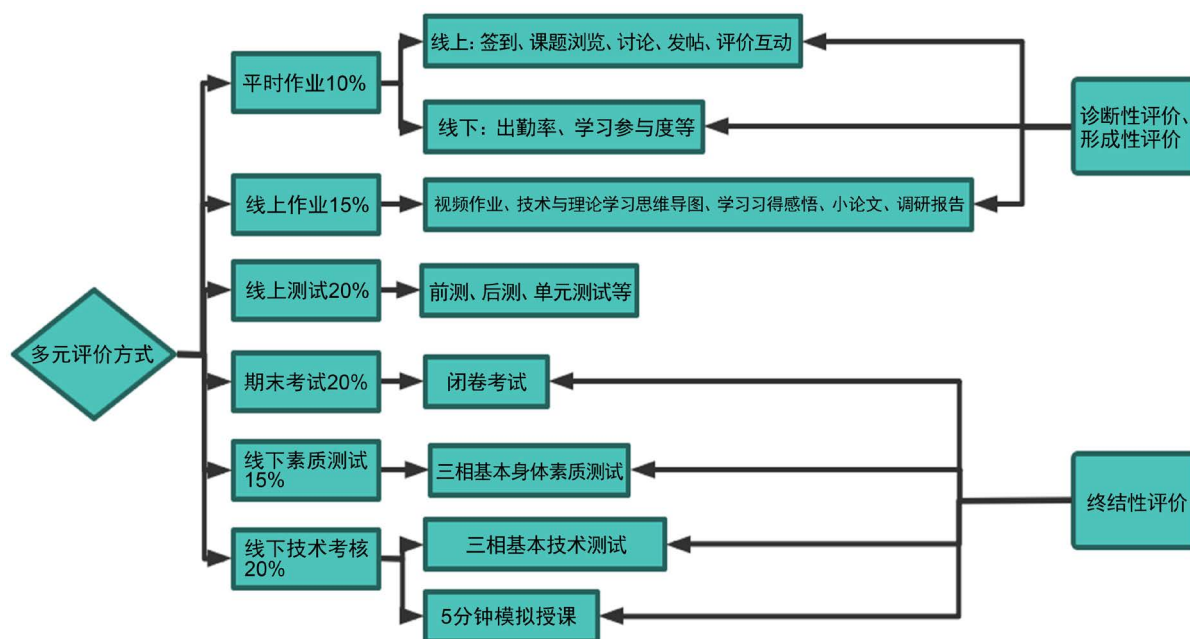 多元评价方式
平时作业10%
线上:签到、课题浏览、讨论、发帖、评价互动
线下：出勤率、学习参与度等
线上作业15%
视频作业、技术与理论学习思维导图、学习习得感悟、小论文、调研报告
线上测试20%
前测、后测、单元测试等
期末考试20%
闭卷考试
线下素质测试
15%
三相基本身体素质测试
线下技术考核
20%
三相基本技术测试
5分钟模拟授课
诊断性评价、
形成性评价
终结性评价